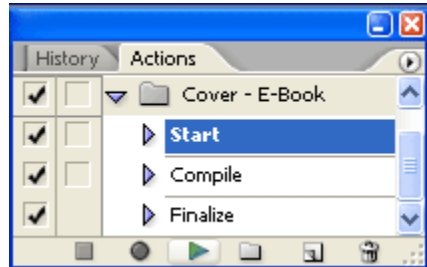 History Actions
Cover - E-Book
Start
Compile
Finalize